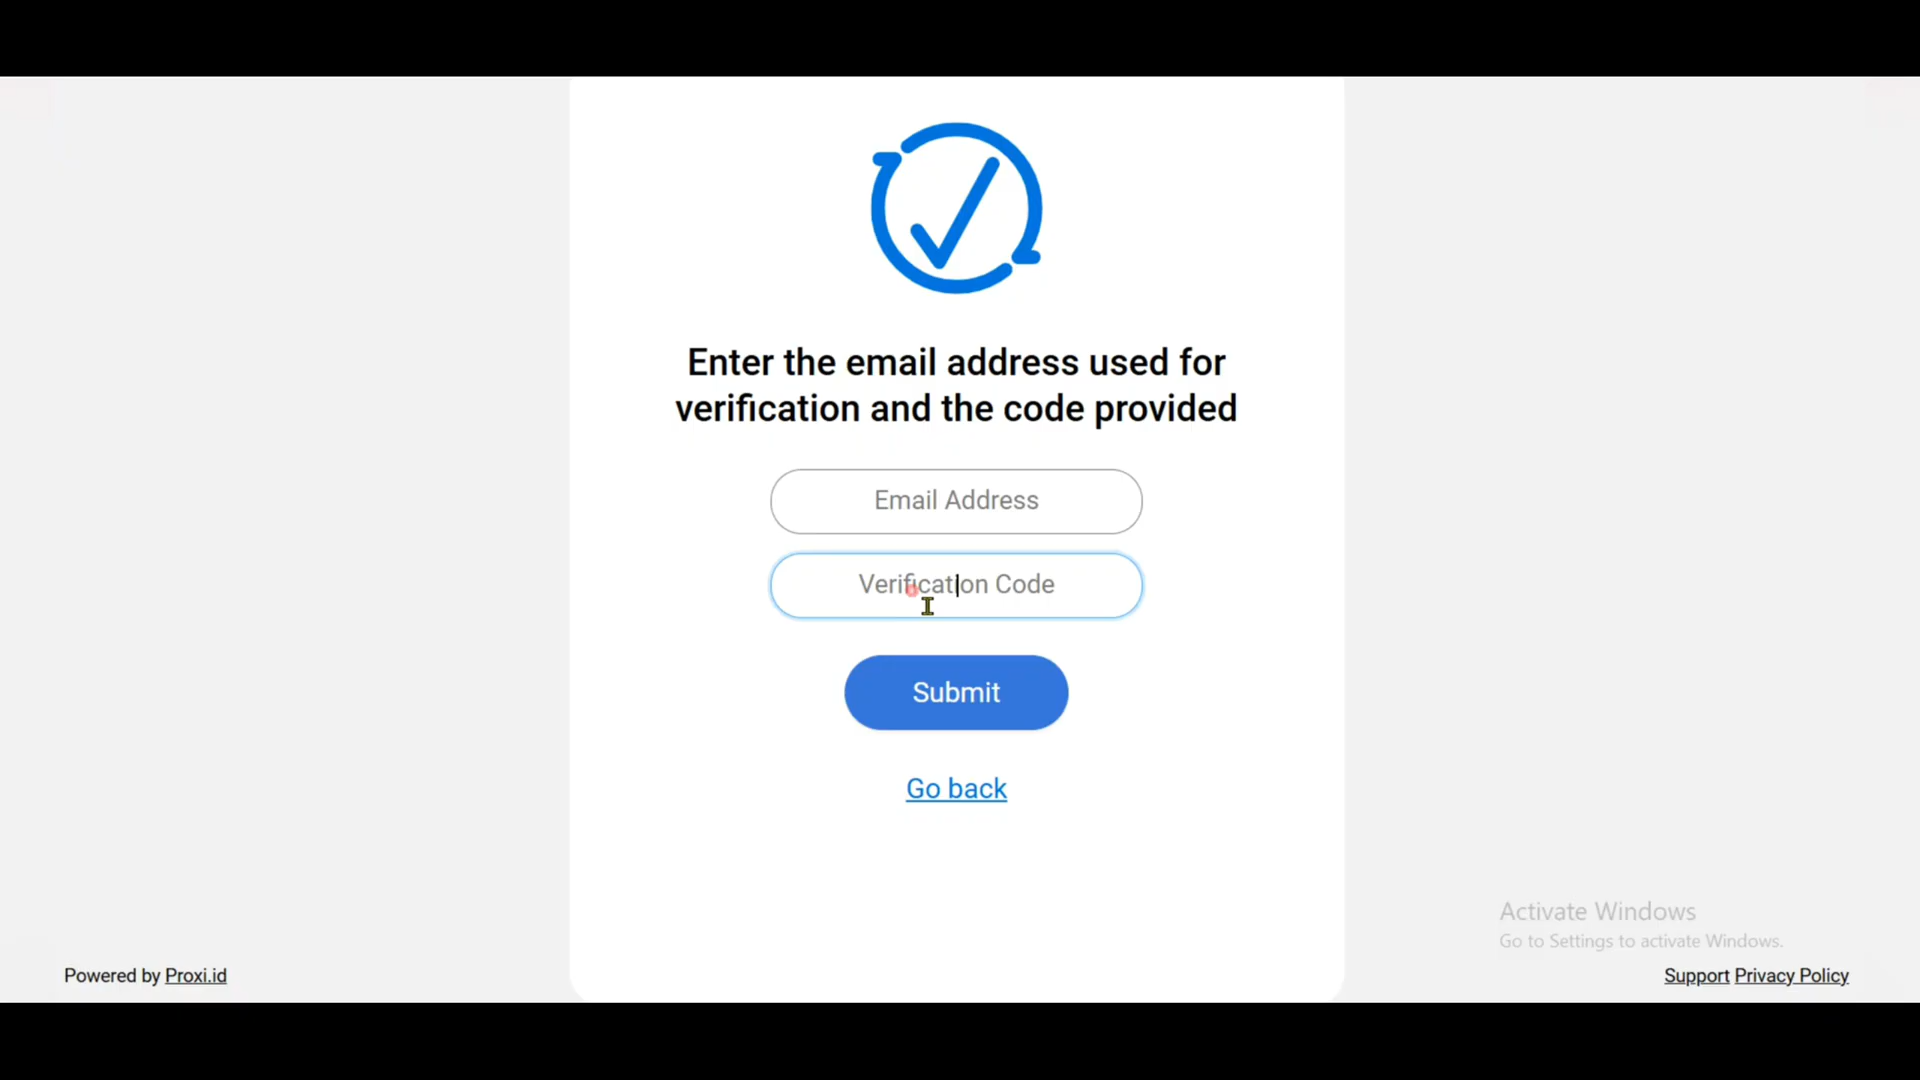 Enter the email address used for
verification and the code provided
Email Address
Verification Code
Submit
Go back
Activate Windows
Go to Settings to activate Windows.
Powered by Proxi.id
Support Privacy Policy